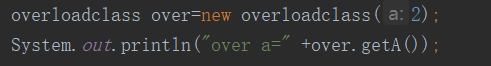 overloadclass over=new overloadclass( a: 2);
System.out.println("over a=" +over.getA());